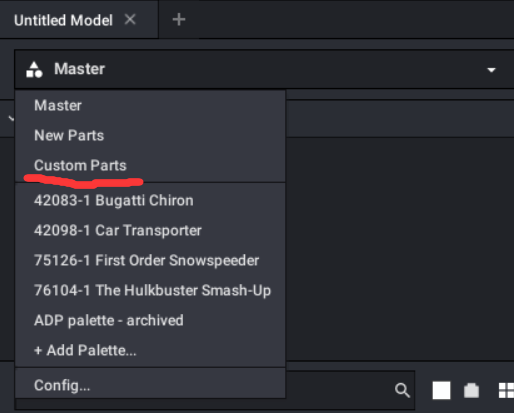 Untitled Model
Master
Master
New Parts
Custom Parts
42083-1 Bugatti Chiron
42098-1 Car Transporter
75126-1 First Order Snowspeeder
76104-1 The Hulkbuster Smash-Up
ADP palette - archived
+ Add Palette...
Config...